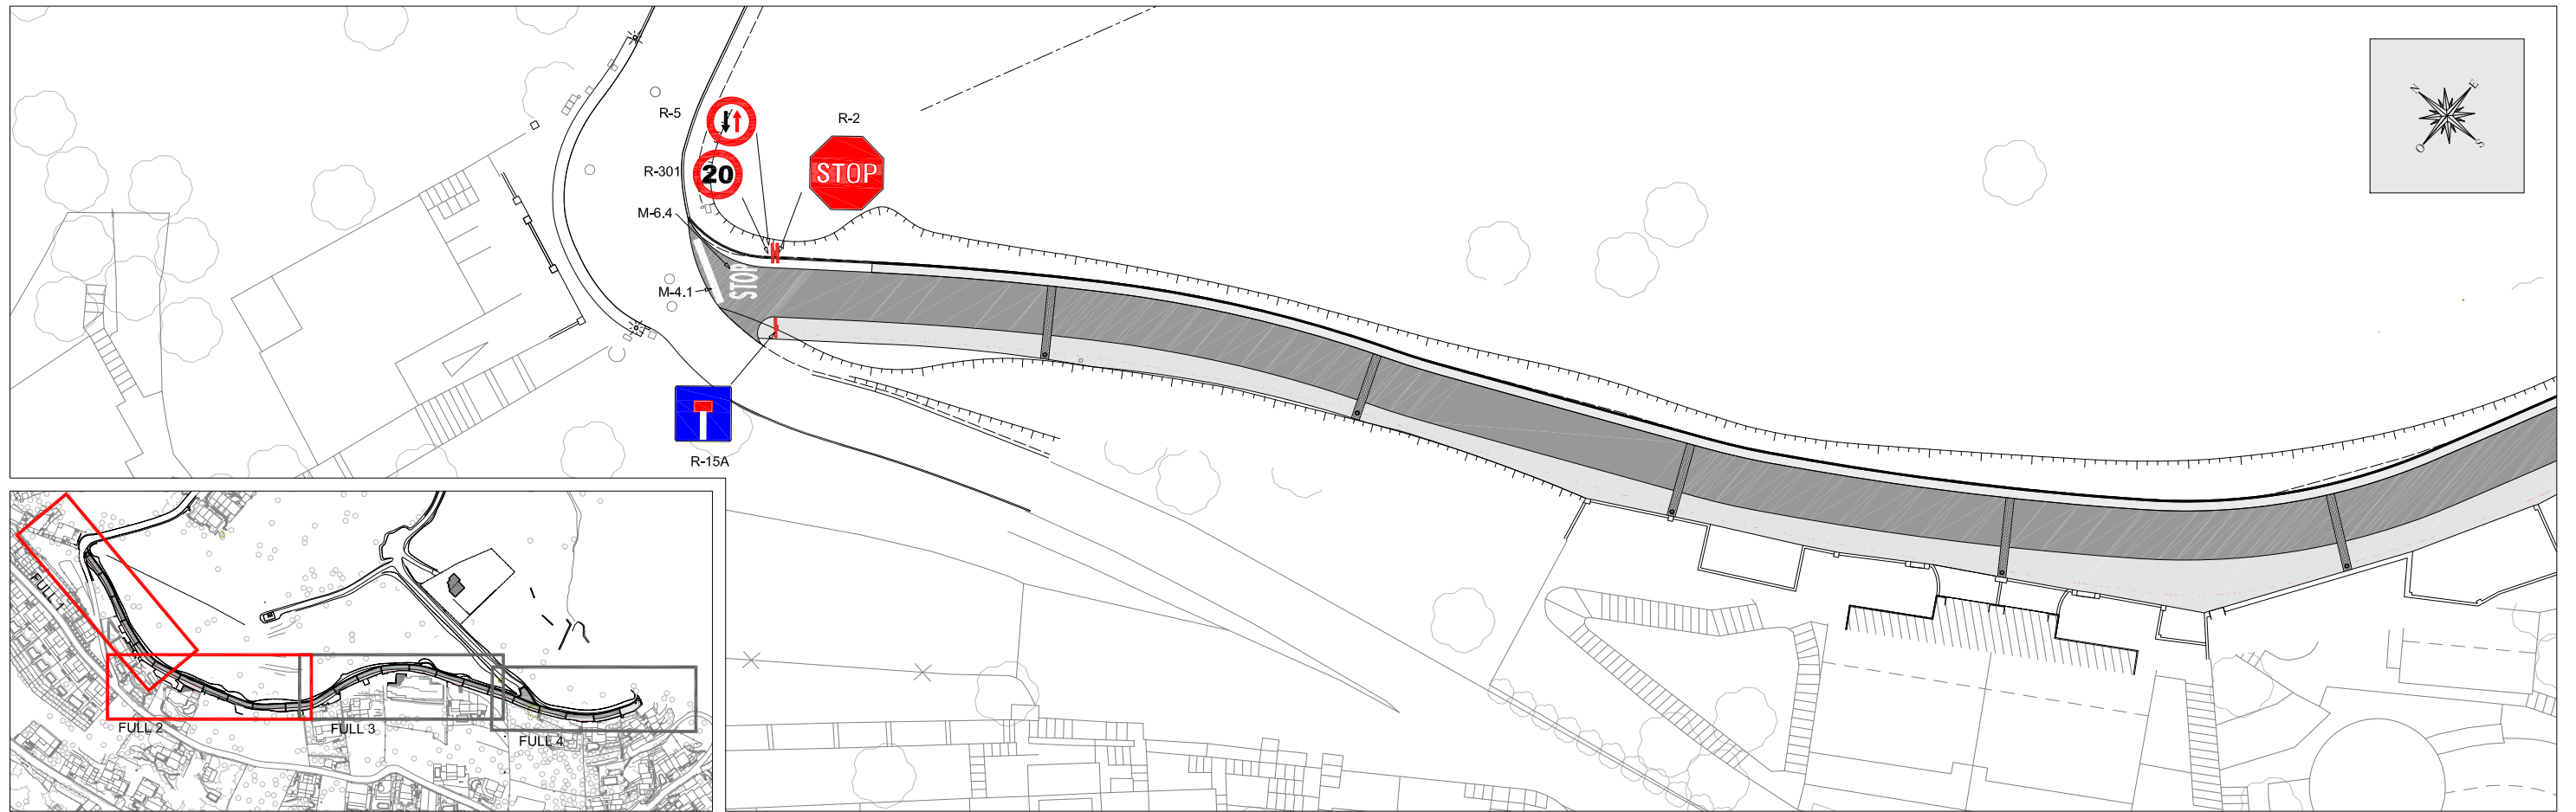 R-5
R-2
R-301
20
STOP
M-6.4
STOP
M-4.1
R-15A
N
E
O
S
FULL 1
FULL 2
FULL 3
FULL 4